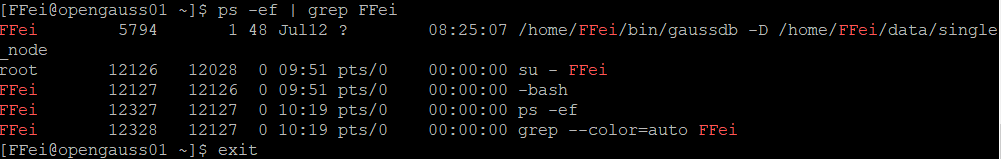 [FFei@opengauss01 ~]$ ps -ef | grep FFei
FFei 5794 1 48 Jul12 ? 08:25:07 /home/FFei/bin/gaussdb -D /home/FFei/data/single
_node
root 12126 12028 0 09:51 pts/0 00:00:00 su - FFei
FFei 12127 12126 0 09:51 pts/0 00:00:00 -bash
FFei 12327 12127 0 10:19 pts/0 00:00:00 ps -ef
FFei 12328 12127 0 10:19 pts/0 00:00:00 grep --color=auto FFei
[FFei@opengauss01 ~]$ exit